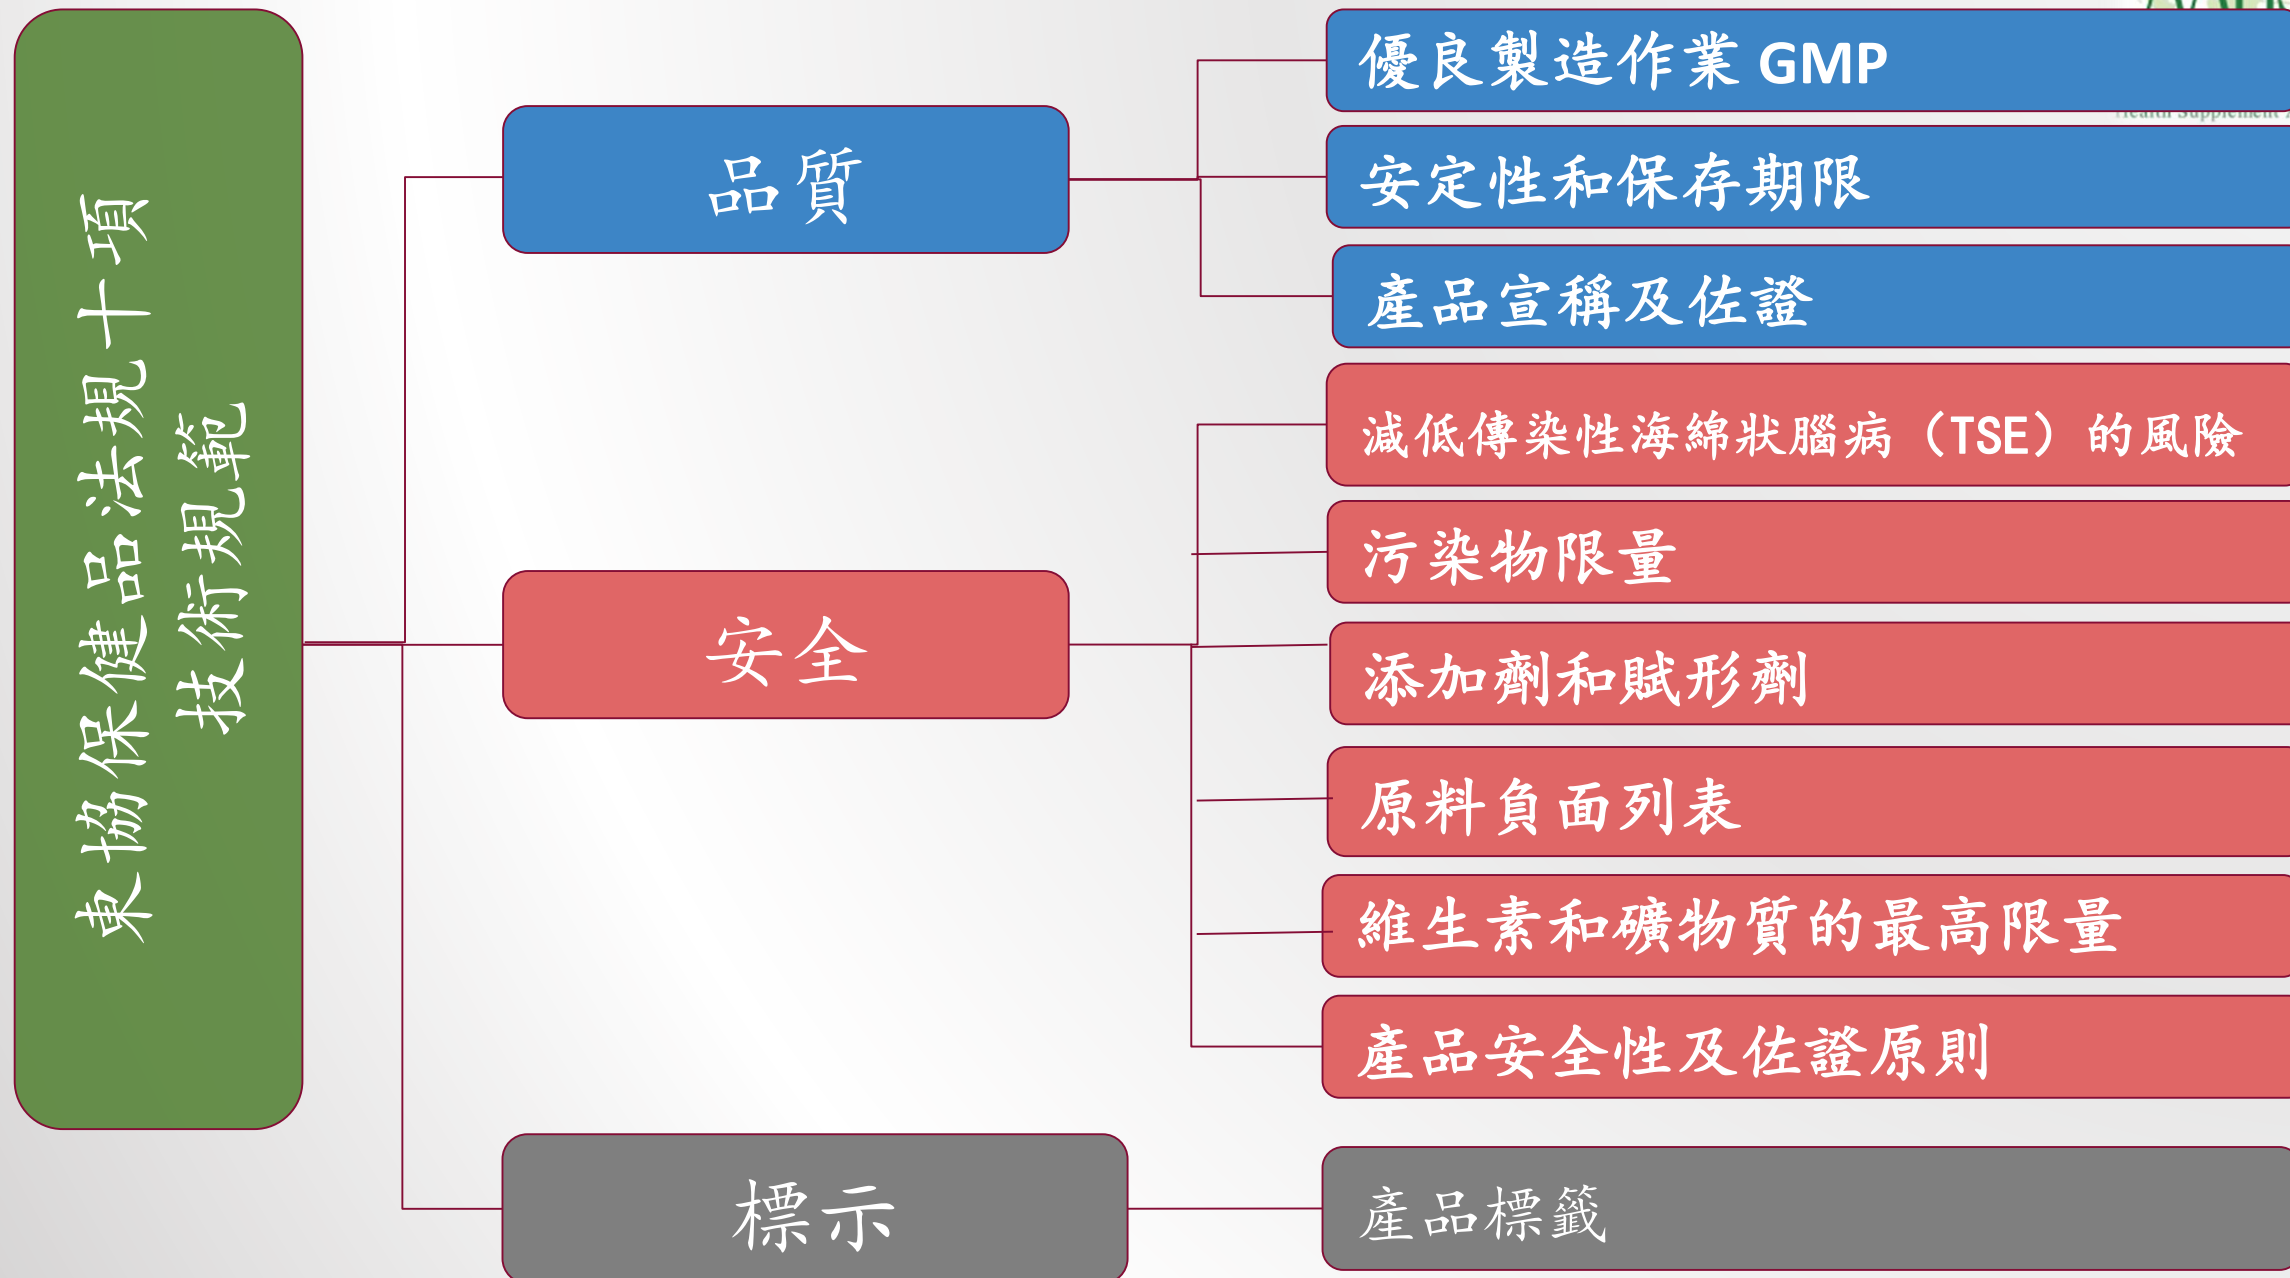 東協保健品法規十項
技術規範
品質
優良製造作業 GMP
安定性和保存期限
產品宣稱及佐證
安全
減低傳染性海綿狀腦病（TSE）的風險
污染物限量
添加劑和賦形劑
原料負面列表
維生素和礦物質的最高限量
產品安全性及佐證原則
標示
產品標籤
Health Supplement